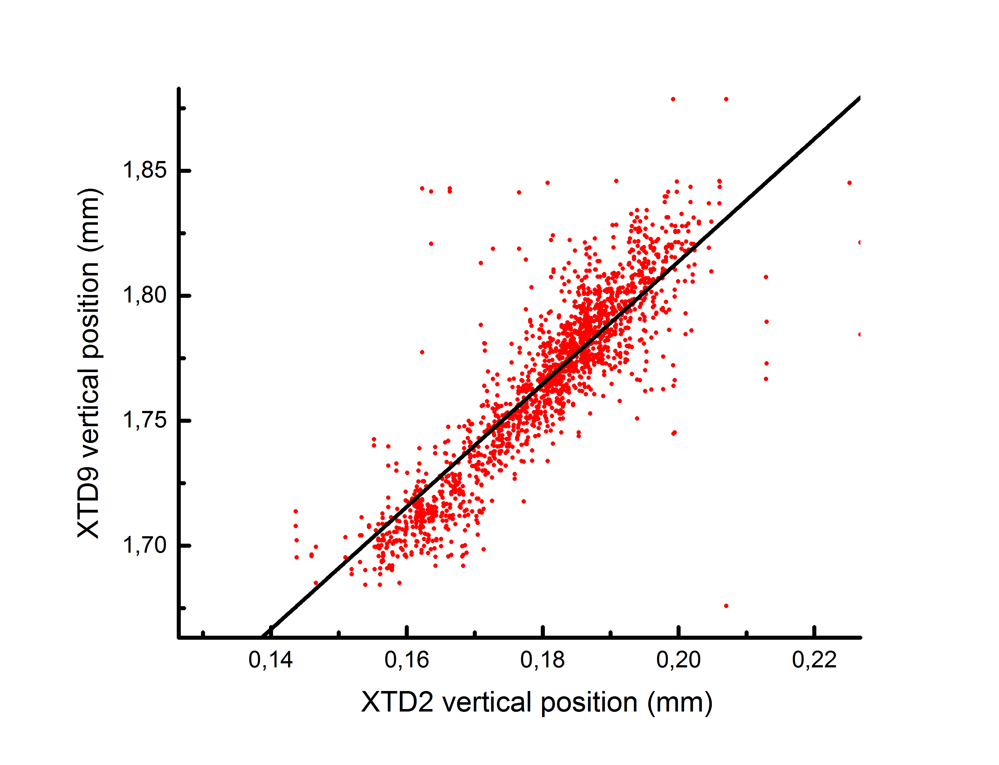 1,85
1,80
1,75
1,70
XTD9 vertical position (mm)
0,14 0,16 0,18 0,20 0,22
XTD2 vertical position (mm)